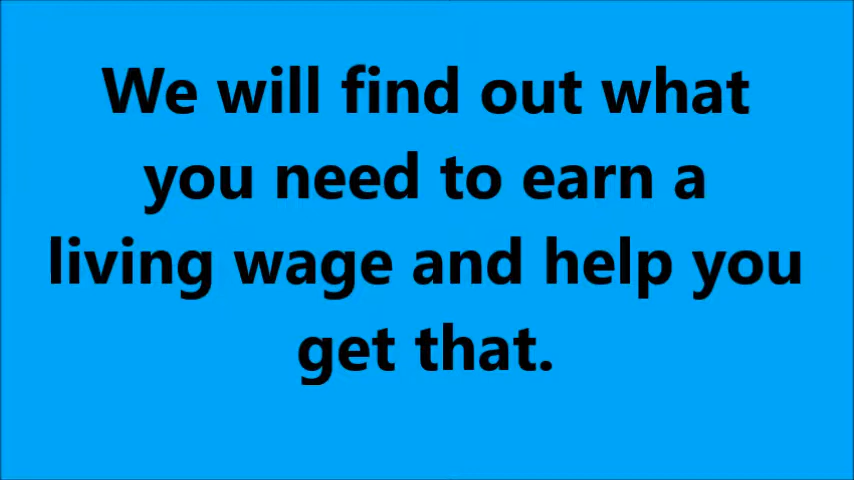 We will find out what
you need to earn a
living wage and help you
get that.